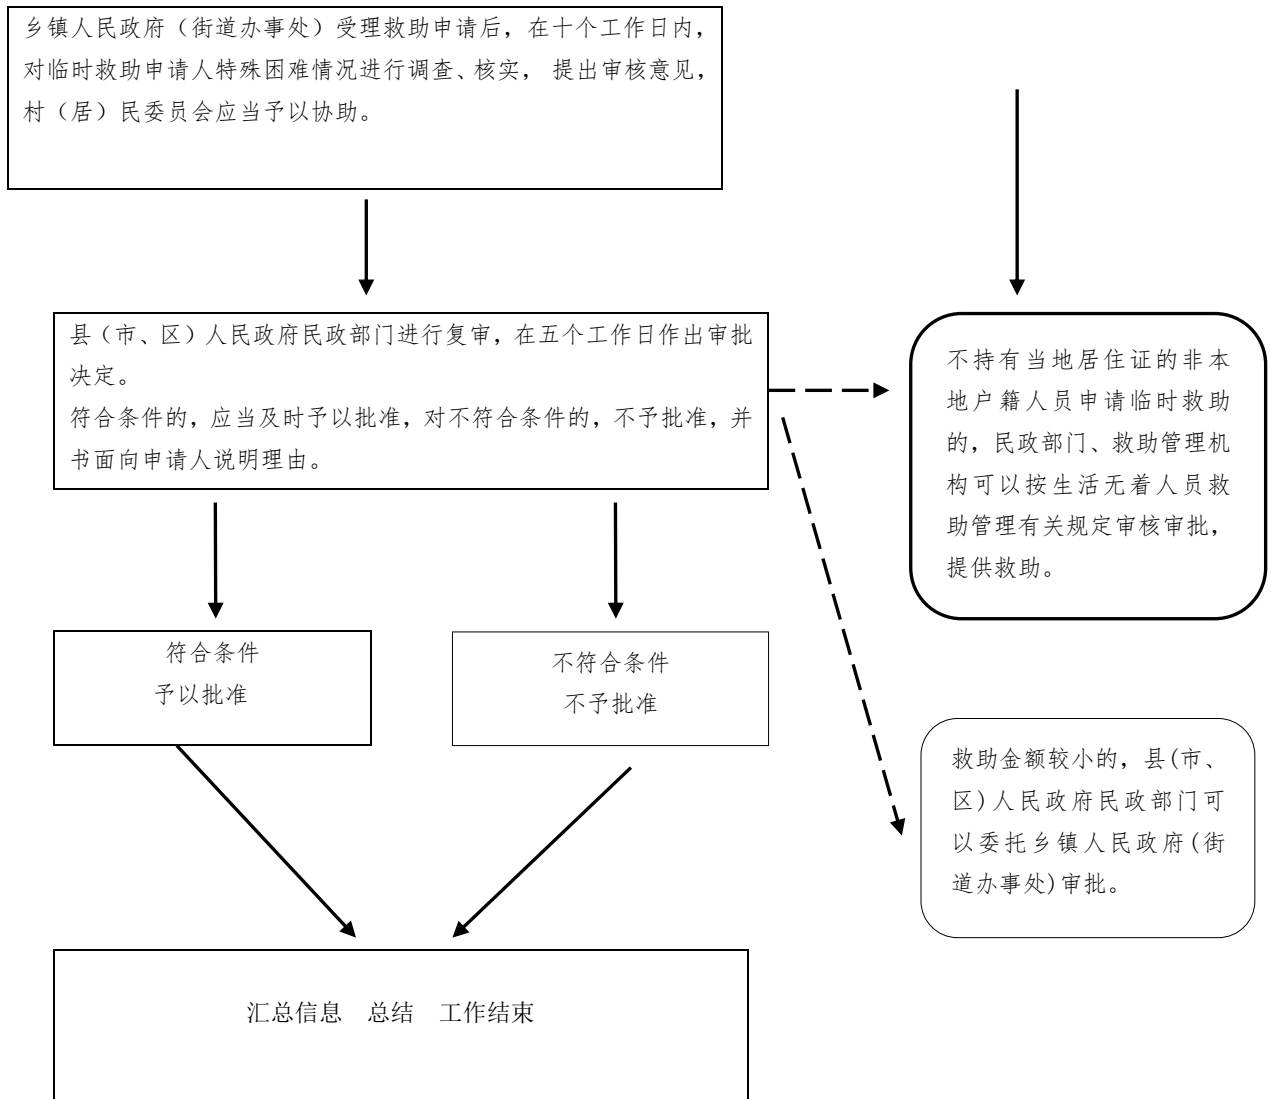 乡镇人民政府（街道办事处）受理救助申请后，在十个工作日内，
对临时救助申请人特殊困难情况进行调查、核实， 提出审核意见，
村（居）民委员会应当予以协助。
县（市、区）人民政府民政部门进行复审，在五个工作日作出审批
决定。
符合条件的，应当及时予以批准，对不符合条件的，不予批准，并
书面向申请人说明理由。
不持有当地居住证的非本
地户籍人员申请临时救助
的，民政部门、救助管理机
构可以按生活无着人员救
助管理有关规定审核审批，
提供救助。
符合条件
予以批准
不符合条件
不予批准
救助金额较小的，县(市、
区)人民政府民政部门可
以委托乡镇人民政府(街
道办事处)审批。
汇总信息　总结　工作结束